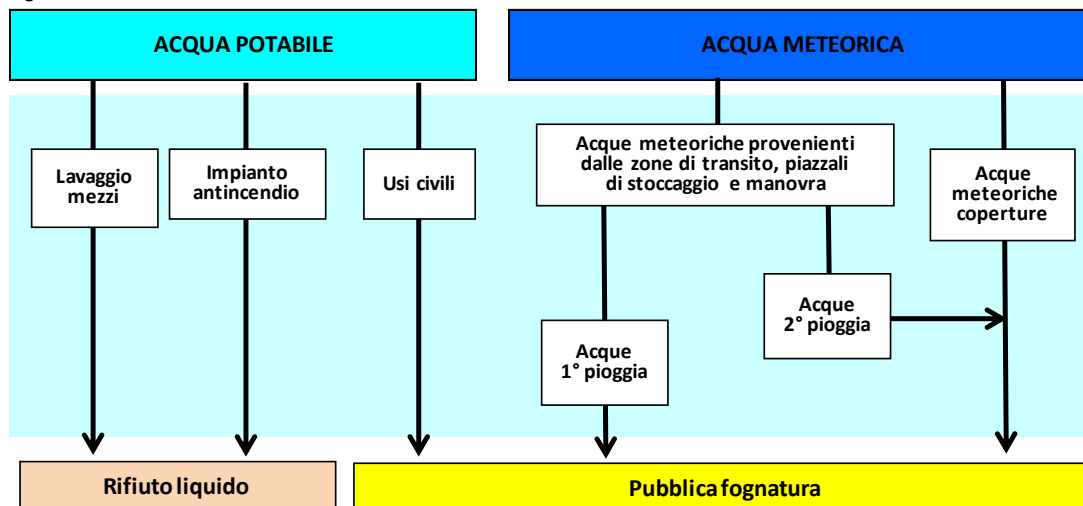 ACQUA POTABILE
ACQUA METEORICA
Lavaggio
mezzi
Impianto
antincendio
Usi civili
Acque meteoriche provenienti
dalle zone di transito, piazzali
di stoccaggio e manovra
Acque
meteoriche
coperture
Acque
2° pioggia
Acque
1° pioggia
Rifiuto liquido
Pubblica fognatura